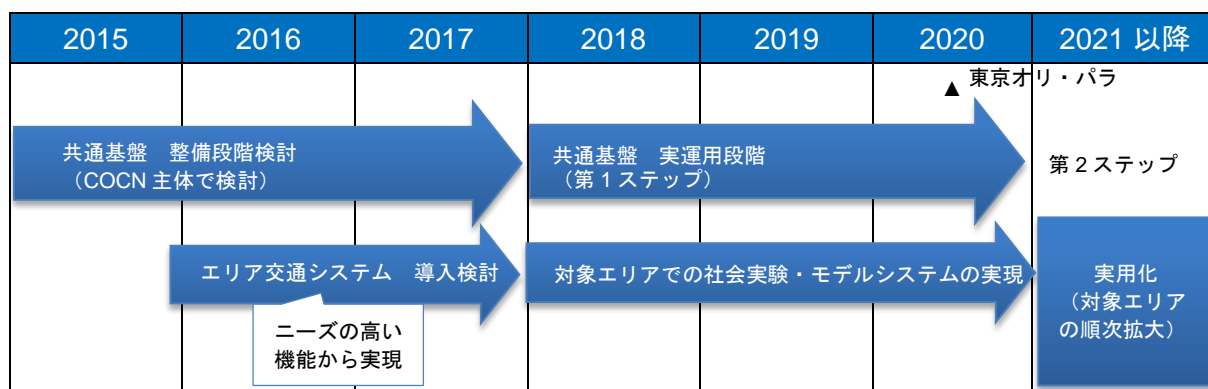 2015 2016 2017 2018 2019 2020 2021 以降
▲ 東京オリ・パラ
共通基盤 整備段階検討
（COCN 主体で検討）
共通基盤 実運用段階
（第１ステップ）
第２ステップ
エリア交通システム 導入検討
対象エリアでの社会実験・モデルシステムの実現
実用化
（対象エリア
の順次拡大）
ニーズの高い
機能から実現